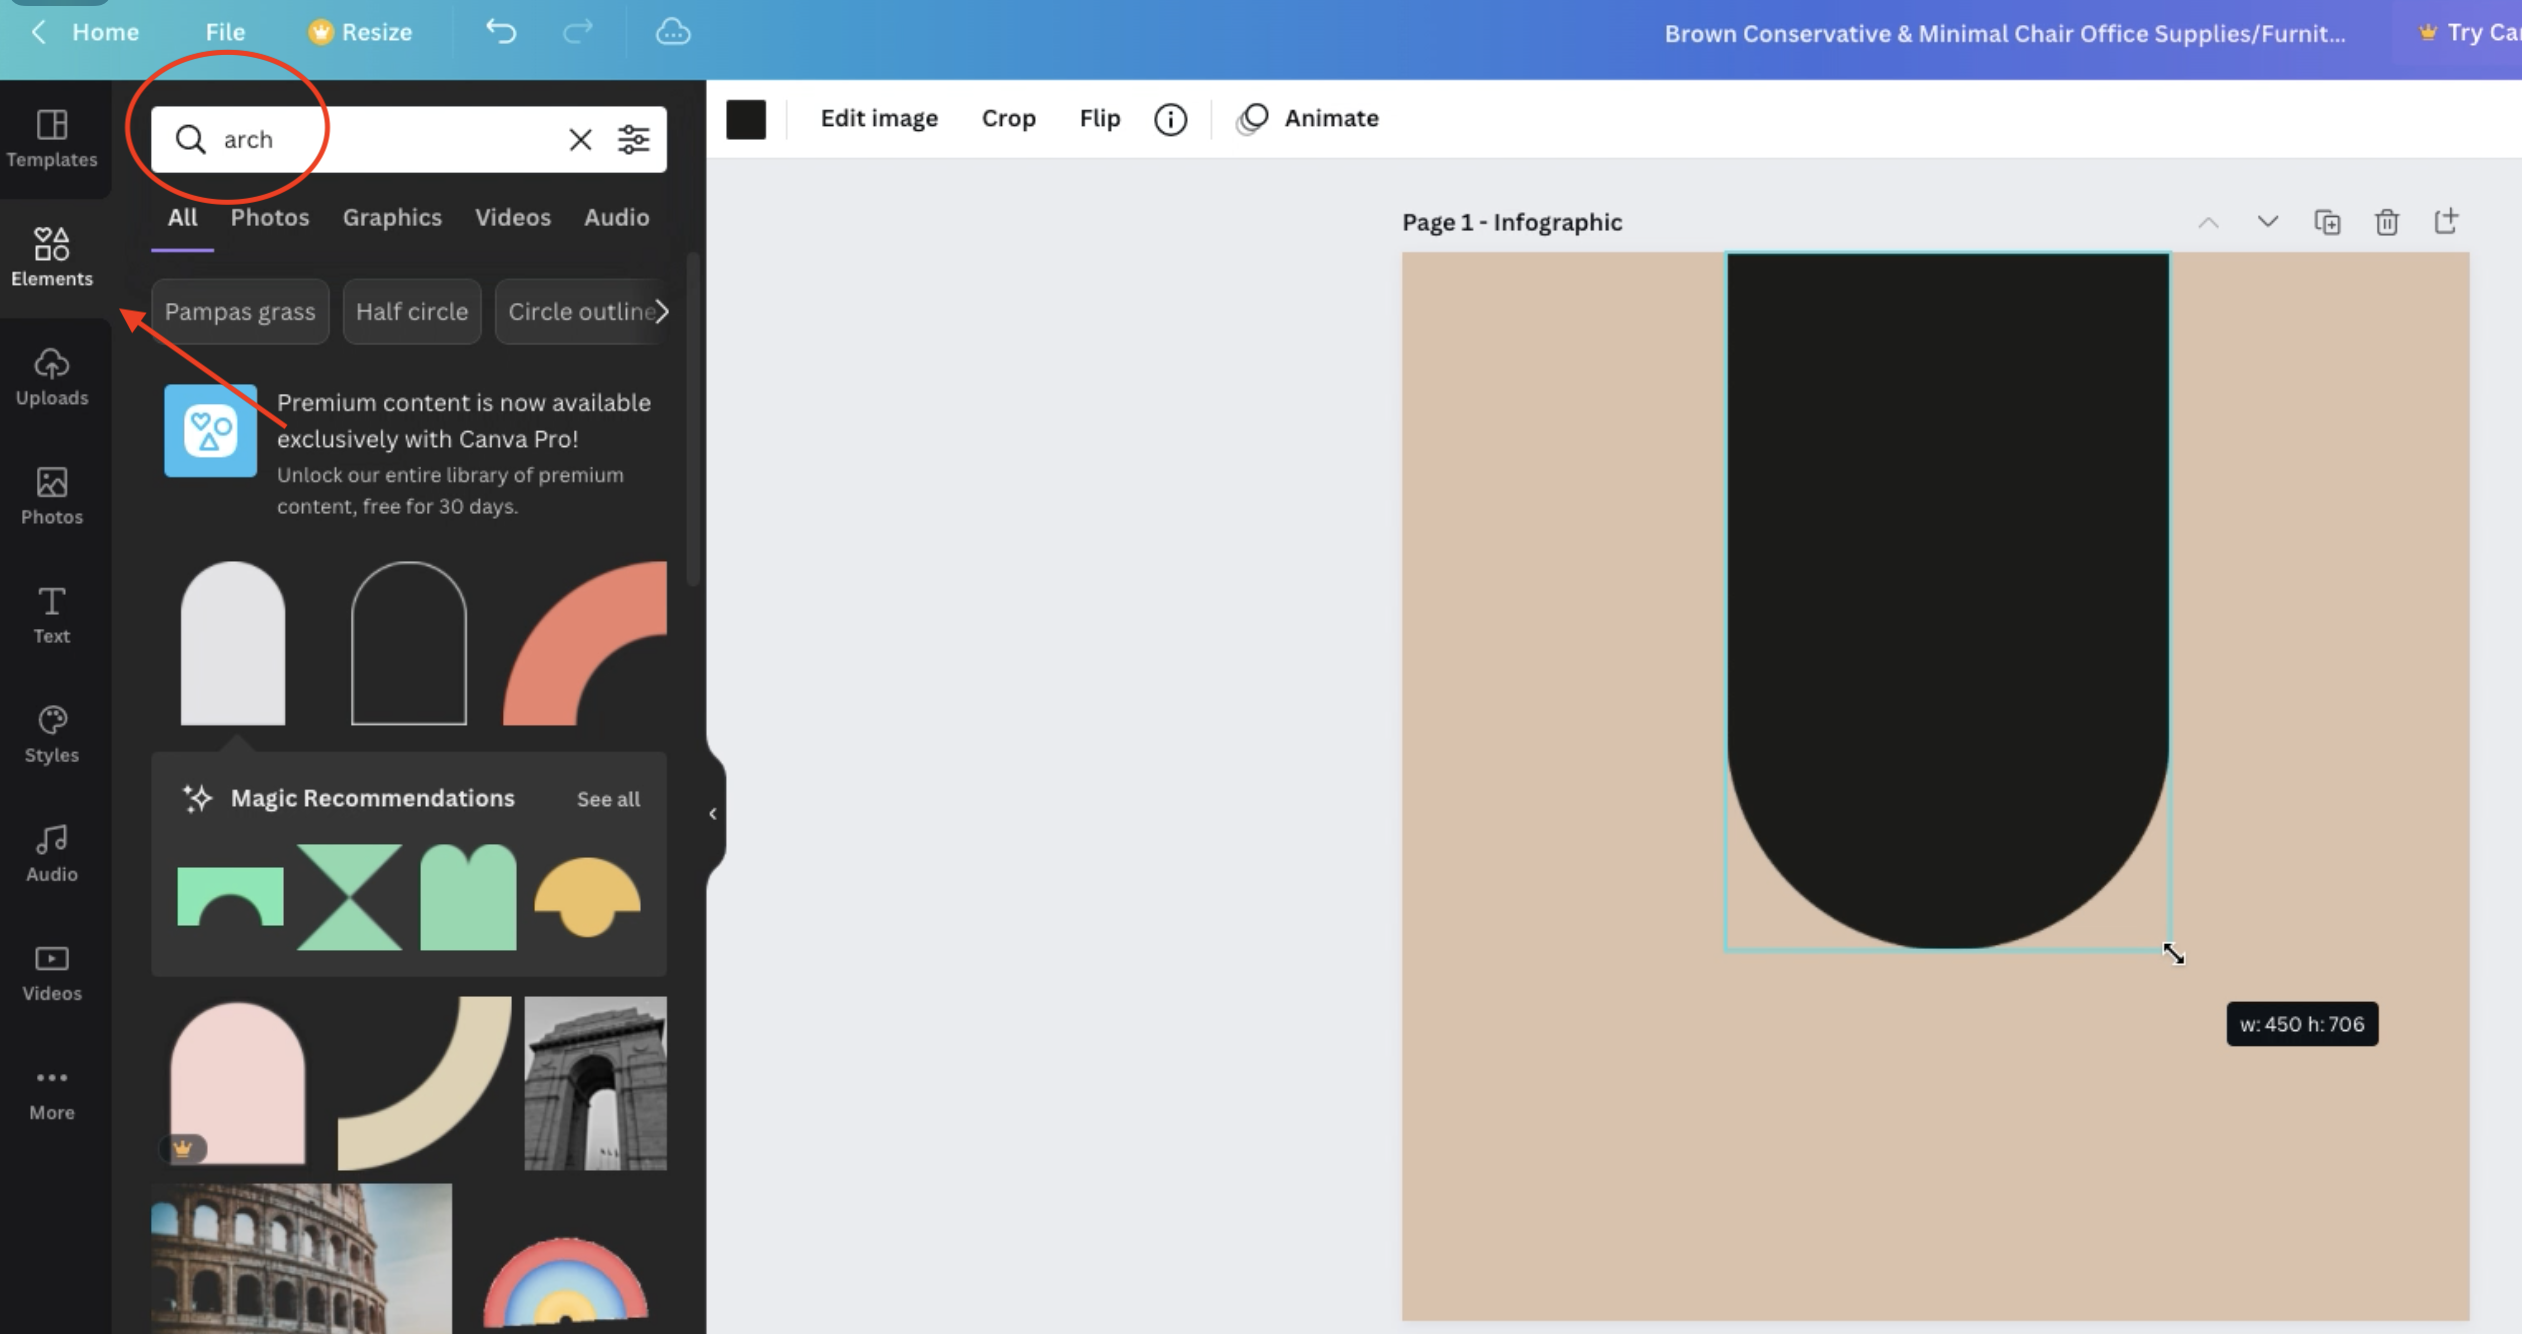 Home
File
Resize
Brown Conservative & Minimal Chair Office Supplies/Furnit...
Try Ca
Templates
Elements
Uploads
Photos
Text
Styles
Audio
Videos
More
arch
All
Photos
Graphics
Videos
Audio
Pampas grass
Half circle
Circle outline
Premium content is now available
exclusively with Canva Pro!
Unlock our entire library of premium
content, free for 30 days.
Magic Recommendations
See all
Edit image
Crop
Flip
Animate
Page 1 - Infographic
w: 450 h: 706